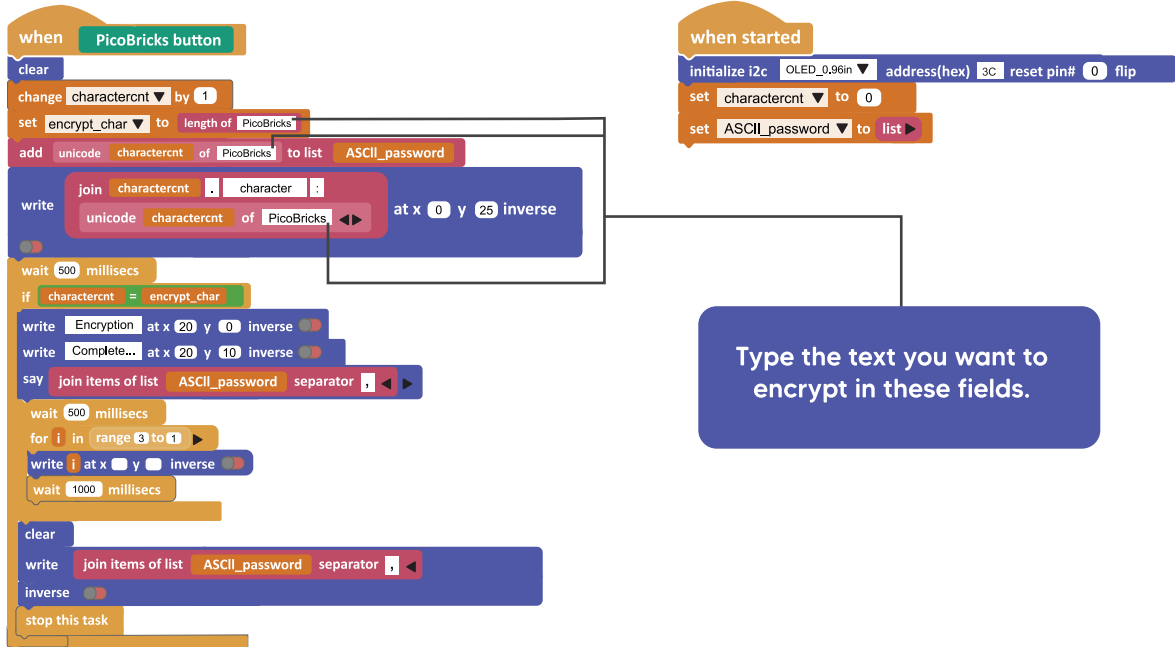 when PicoBricks button
clear
change charactercnt ▼ by 1
set encrypt_char ▼ to length of PicoBricks
add unicode charactercnt of PicoBricks to list ASCll_password
join charactercnt . character :
write at x 0 y 25 inverse
unicode charactercnt of PicoBricks ◀▶
wait 500 millisecs
if charactercnt = encrypt_char
write Encryption at x 20 y 0 inverse
write Complete... at x 20 y 10 inverse
say join items of list ASCll_password separator , ◀ ▶
wait 500 millisecs
for i in range 3 to 1 ▶
write i at x y inverse
wait 1000 millisecs
clear
write join items of list ASCll_password separator , ◀
inverse
stop this task
when started
initialize i2c OLED_0.96in ▼ address(hex) 3C reset pin# 0 flip
set charactercnt ▼ to 0
set ASCll_password ▼ to list ▶
Type the text you want to
encrypt in these fields.